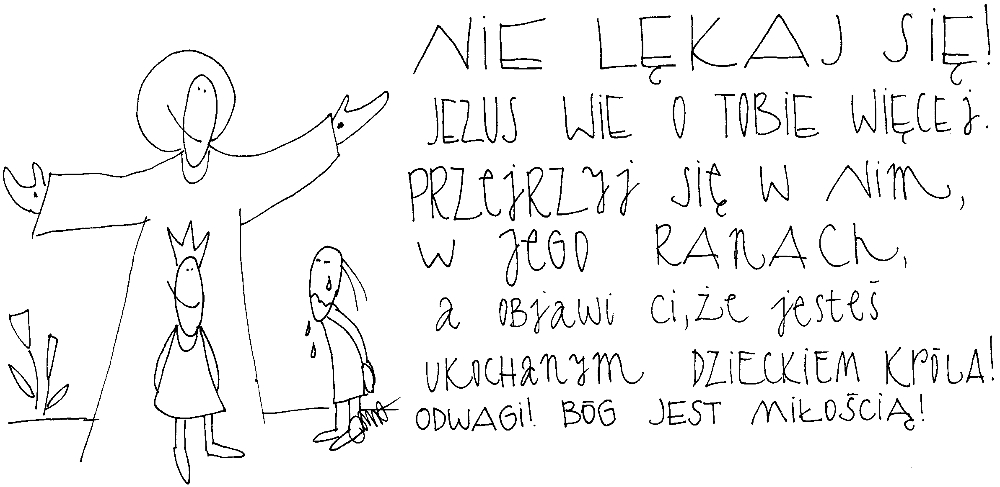 NIE LĘKAJ SIĘ!
JEZUS WIE O TOBIE WIĘCEJ.
PRZEJRZYJ SIĘ W NIM,
W JEGO RANACH,
a OBJAWI Ci, że jesteś
UKOCHANYM DZIECKIEM KRÓLA!
ODWAGI! BÓG JEST MIŁOŚCIĄ!